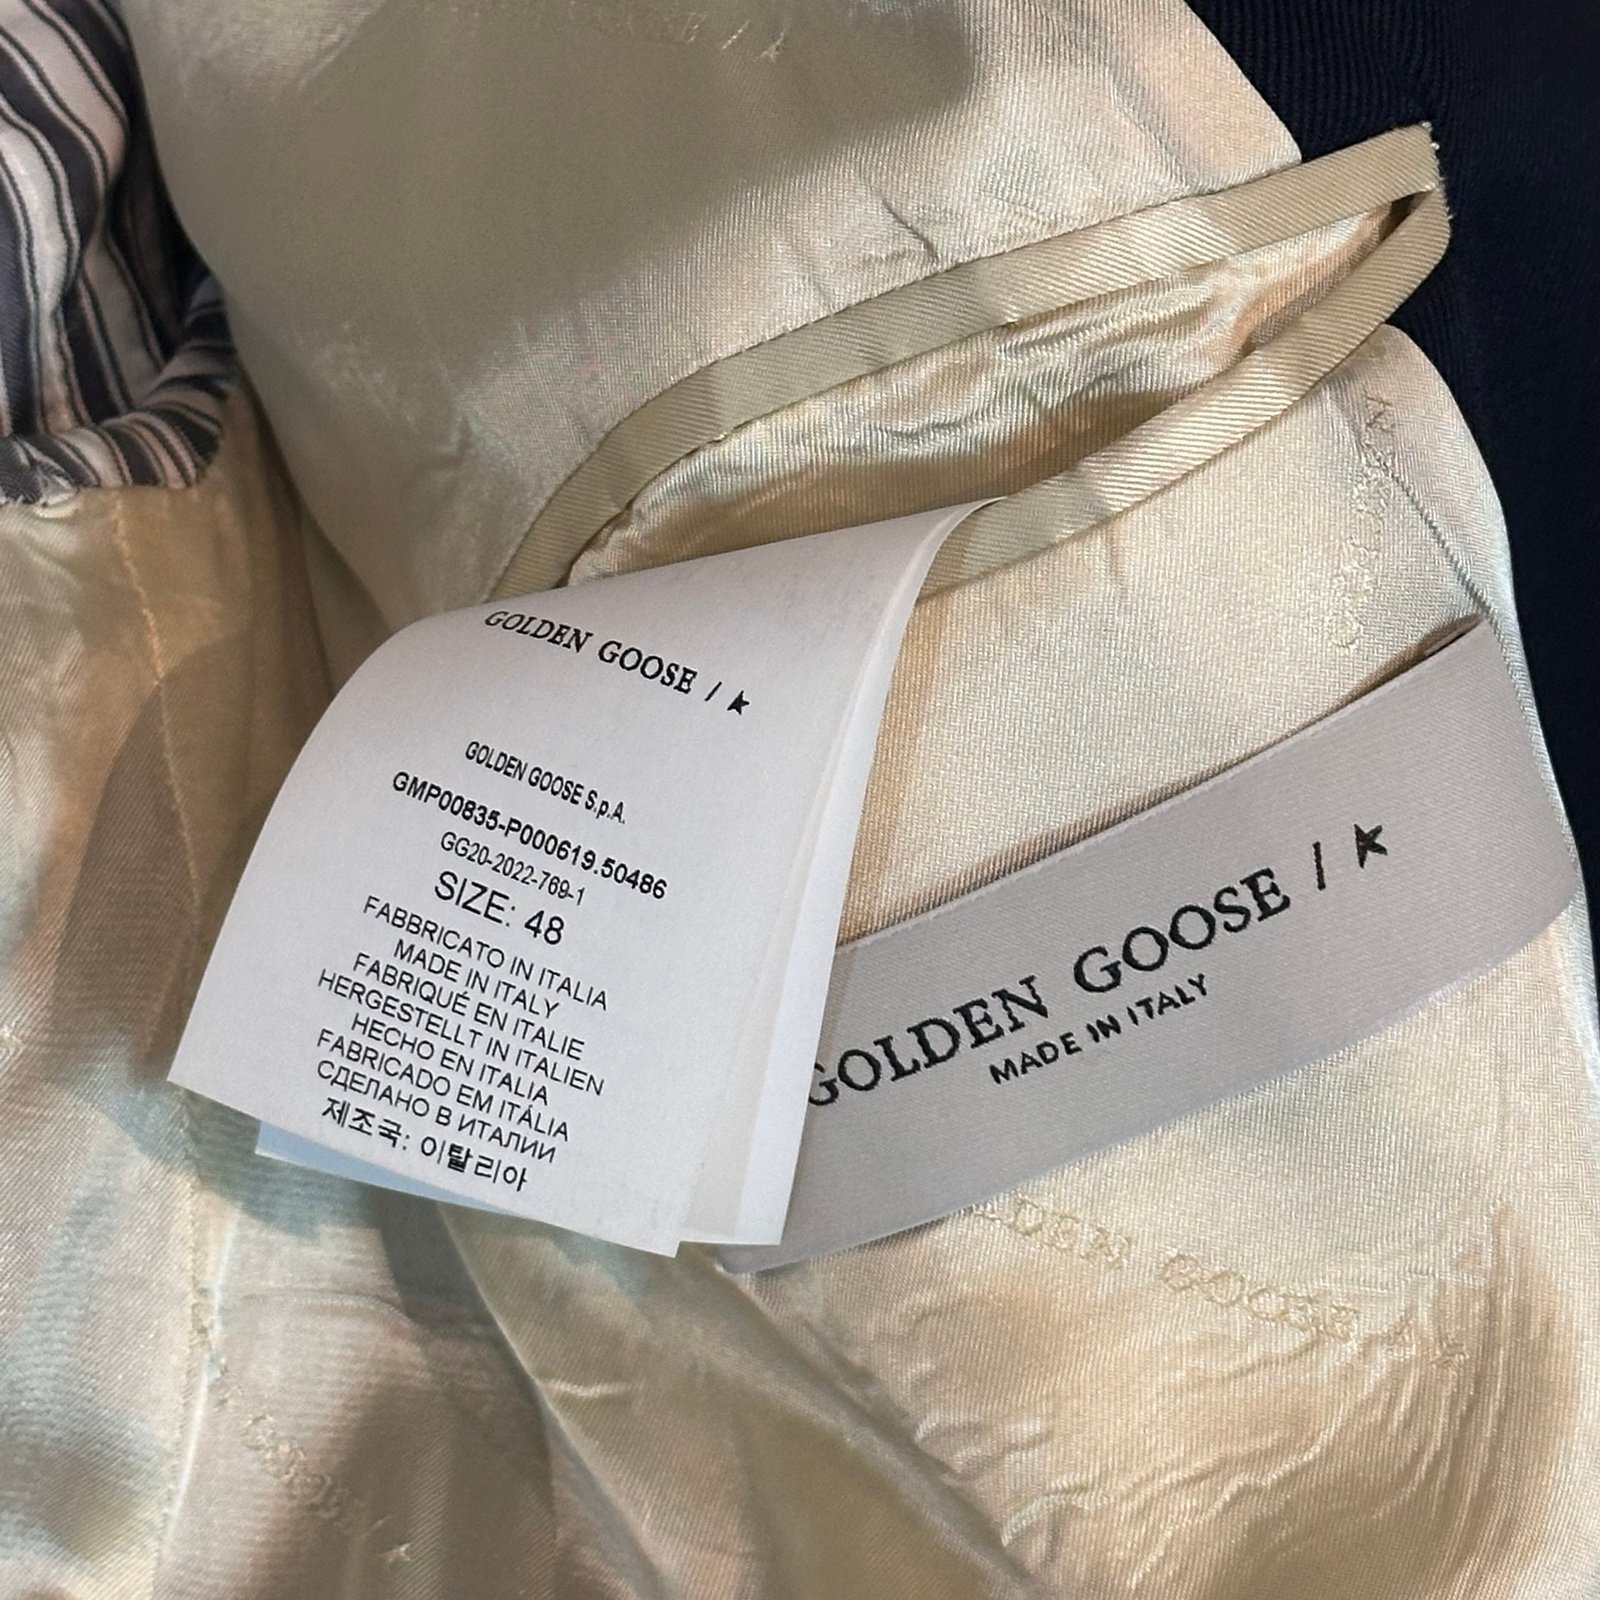 GOLDEN GOOSE /
GOLDEN GOOSE S.p.A.
GMP00835-P000619.50486
GG20-2022-769-1
SIZE: 48
FABBRICATO IN ITALIA
MADE IN ITALY
FABRIQUÉ EN ITALIE
HERGESTELLT IN ITALIEN
HECHO EN ITALIA
FABRICADO EM ITÁLIA
СДЕЛАНО В ИТАЛИИ
제조국: 이탈리아
GOLDEN GOOSE /
MADE IN ITALY